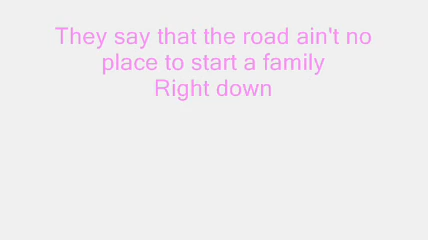 They say that the road ain't no
place to start a family
Right down